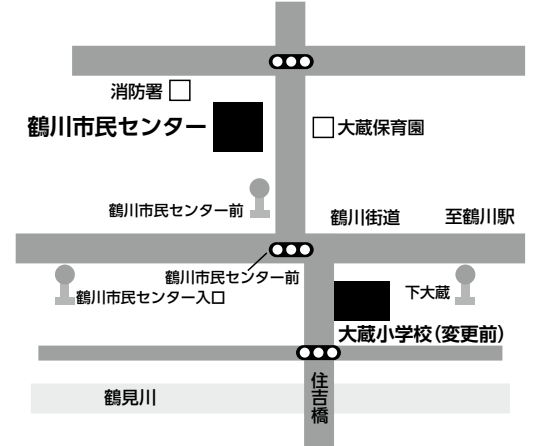 消防署
鶴川市民センター
大蔵保育園
鶴川市民センター前
鶴川街道
至鶴川駅
鶴川市民センター前
鶴川市民センター入口
下大蔵
大蔵小学校(変更前)
鶴見川
住吉橋